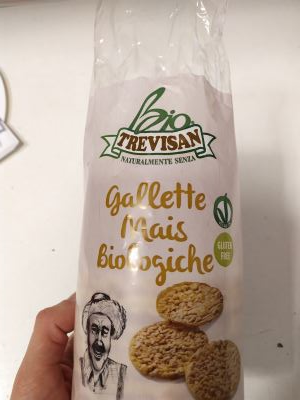 Bio
TREVISAN
NATURALMENTE SENZA
Gallette
Mais
Biologiche
GLUTEN
FREE